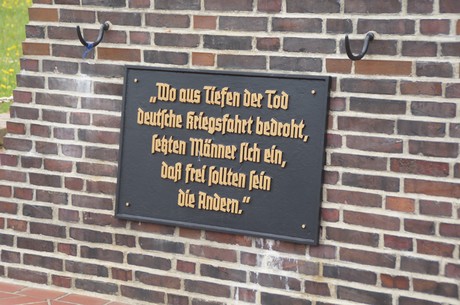 „Wo aus Tiefen der Tod
deutsche Kriegsfahrt bedroht,
setzten Männer sich ein,
daß frei sollten sein
die Andern.“